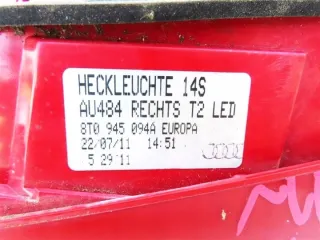 HECKLEUCHTE 14S
AU484 RECHTS T2 LED
8T0 945 094A EUROPA
22/07/11 14:51
5 29 11